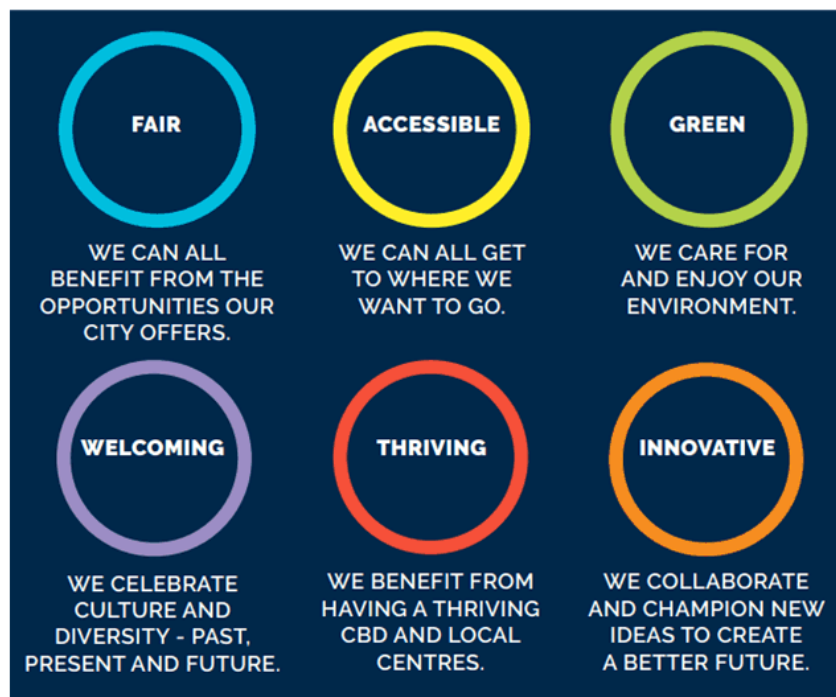 FAIR
WE CAN ALL
BENEFIT FROM THE
OPPORTUNITIES OUR
CITY OFFERS.
ACCESSIBLE
WE CAN ALL GET
TO WHERE WE
WANT TO GO.
GREEN
WE CARE FOR
AND ENJOY OUR
ENVIRONMENT.
WELCOMING
WE CELEBRATE
CULTURE AND
DIVERSITY - PAST,
PRESENT AND FUTURE.
THRIVING
WE BENEFIT FROM
HAVING A THRIVING
CBD AND LOCAL
CENTRES.
INNOVATIVE
WE COLLABORATE
AND CHAMPION NEW
IDEAS TO CREATE
A BETTER FUTURE.